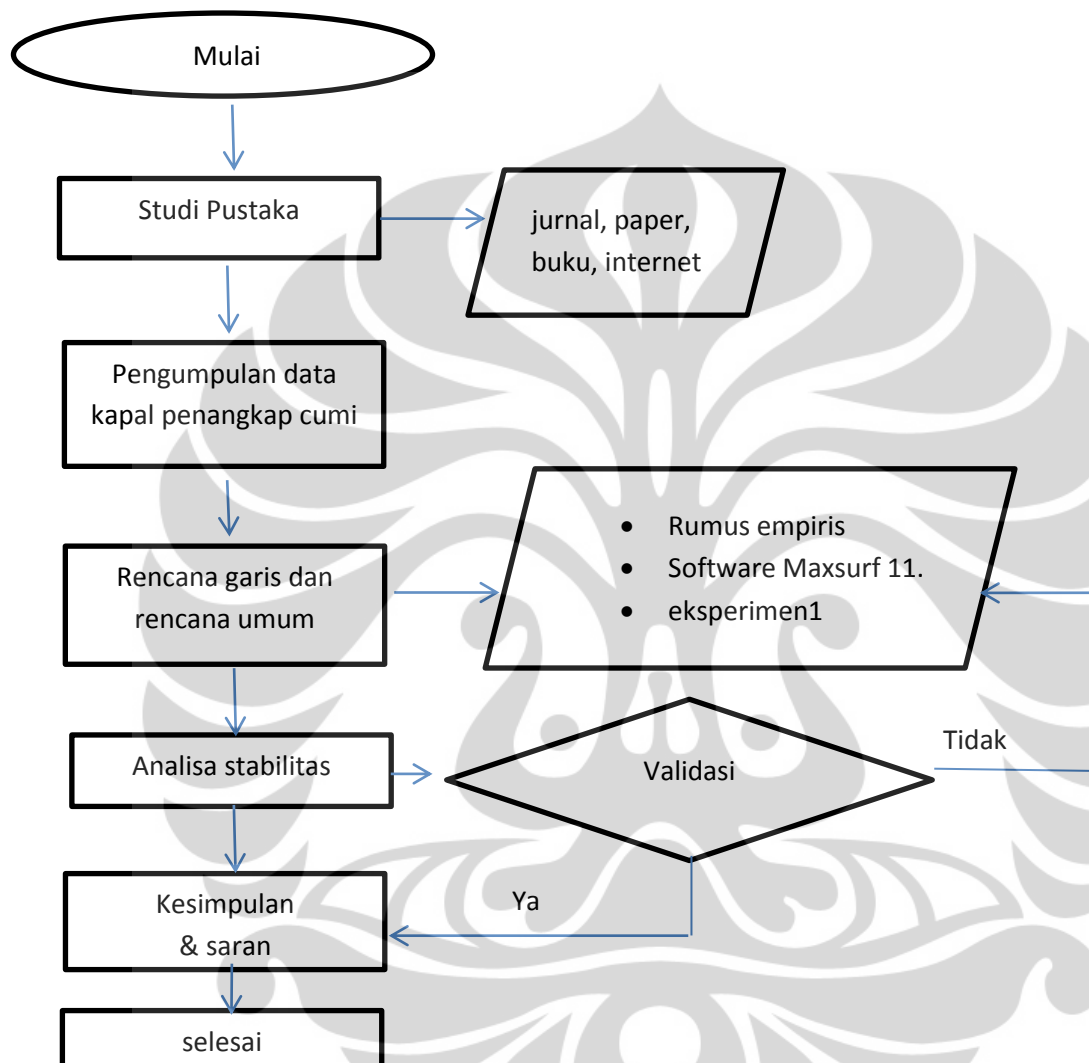 Mulai
Studi Pustaka
jurnal, paper,
buku, internet
Pengumpulan data
kapal penangkap cumi
• Rumus empiris
• Software Maxsurf 11.
• eksperimen1
Rencana garis dan
rencana umum
Analisa stabilitas
Validasi
Tidak
Ya
Kesimpulan
& saran
selesai